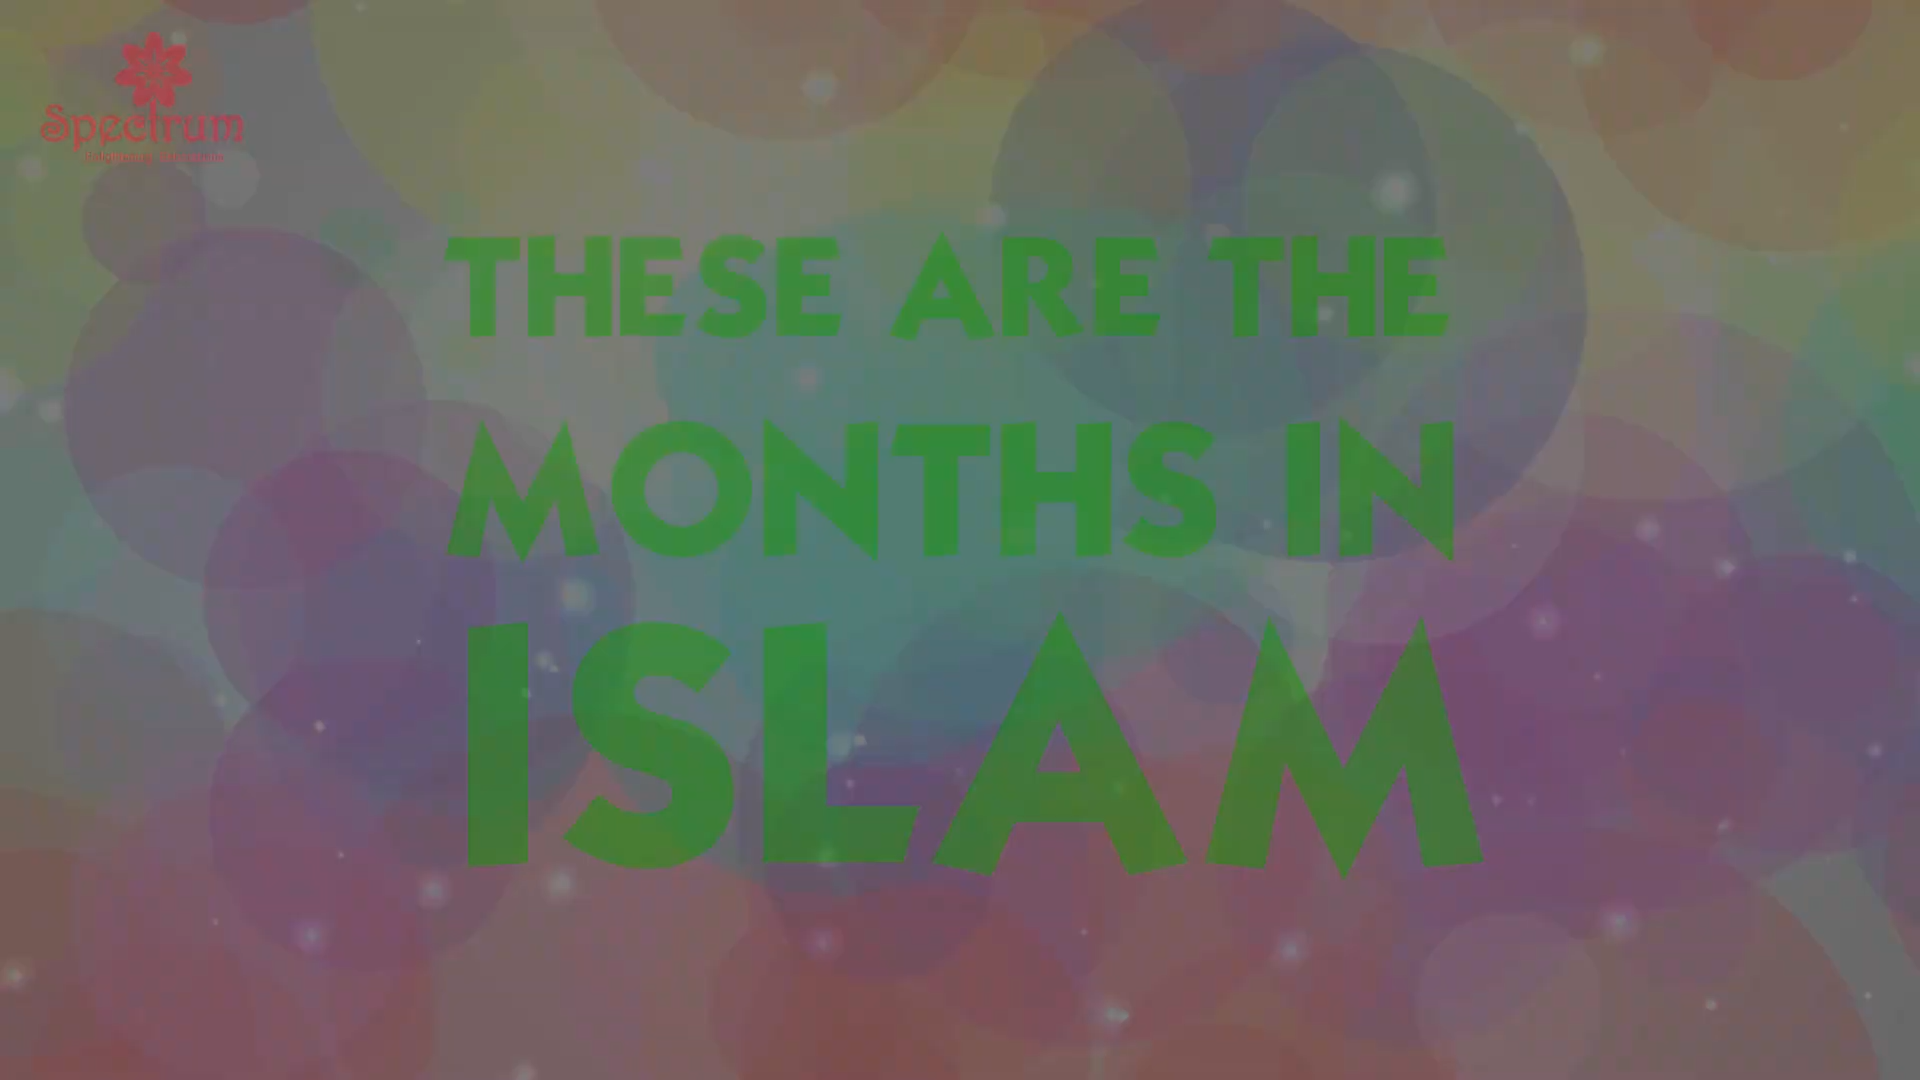 Spectrum
THESE ARE THE
MONTHS IN
ISLAM